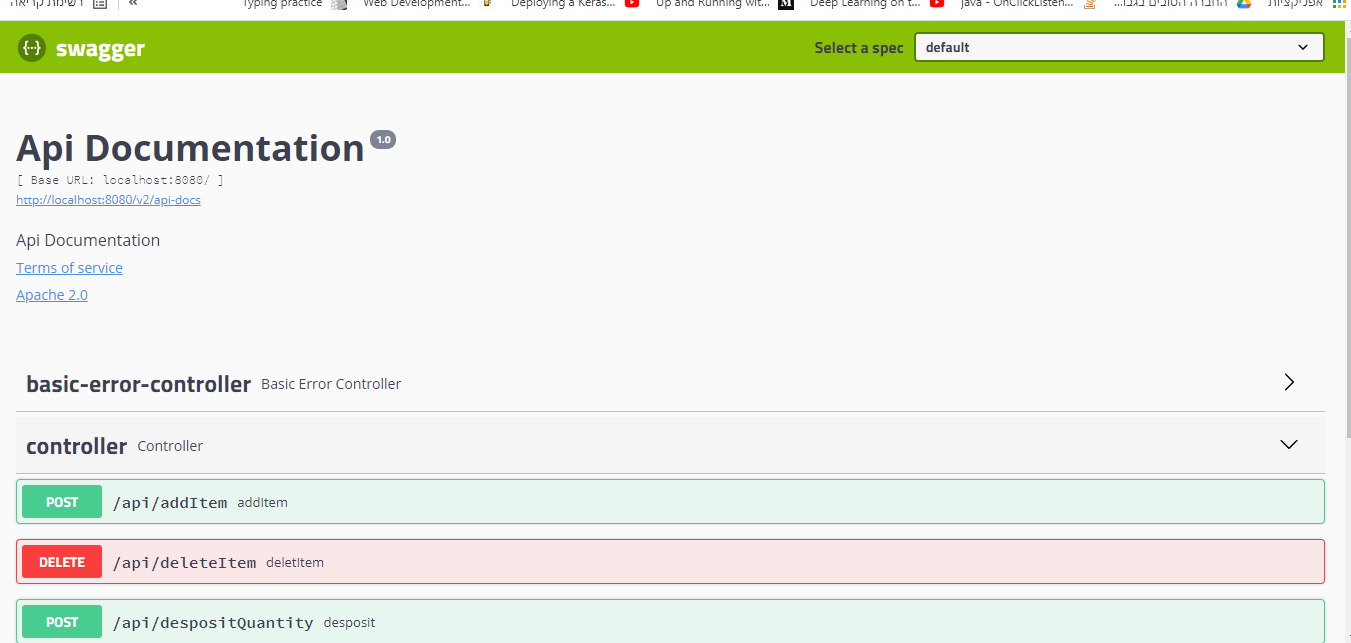 רשימת קריאה « Typing practice Web Development... Deploying a Keras... Up and Running wit... M Deep Learning on t... java - OnClickListen... החברה הטובים בגבו... אפליקציות
{··} swagger Select a spec default
Api Documentation 1.0
[ Base URL: localhost:8080/ ]
http://localhost:8080/v2/api-docs
Api Documentation
Terms of service
Apache 2.0
basic-error-controller Basic Error Controller
controller Controller
POST /api/addItem addItem
DELETE /api/deleteItem deletItem
POST /api/despositQuantity desposit